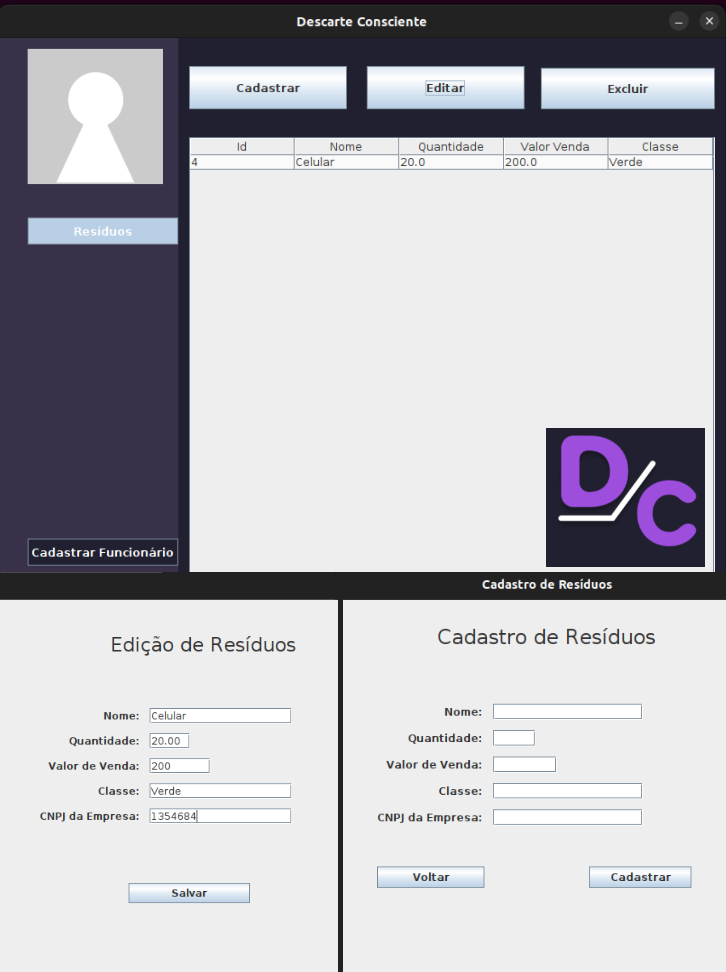 Descarte Consciente
Cadastrar Editar Excluir
Id Nome Quantidade Valor Venda Classe
4 Celular 20.0 200.0 Verde
Resíduos
D/C
Cadastrar Funcionário
Cadastro de Resíduos
Edição de Resíduos
Nome: Celular
Quantidade: 20.00
Valor de Venda: 200
Classe: Verde
CNPJ da Empresa: 1354684
Salvar
Cadastro de Resíduos
Nome:
Quantidade:
Valor de Venda:
Classe:
CNPJ da Empresa:
Voltar Cadastrar